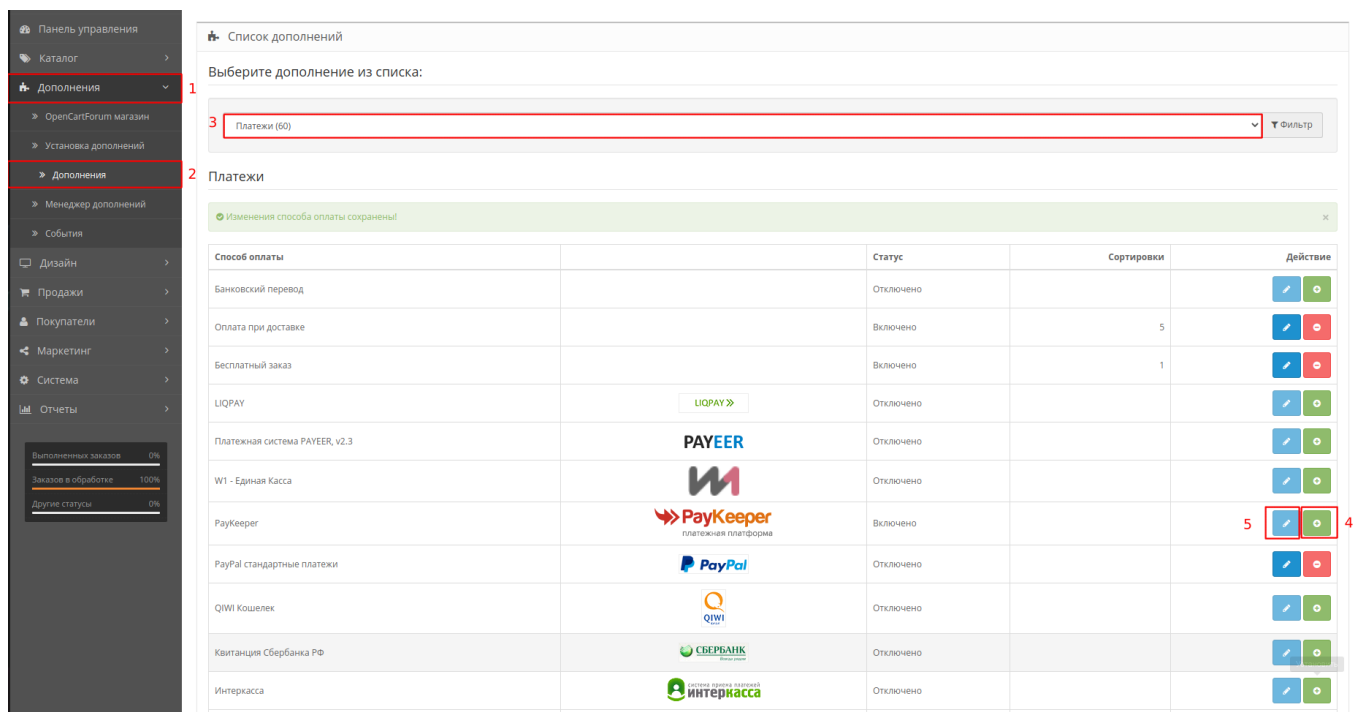 Панель управления
Каталог
Дополнения
1
OpenCartForum магазин
Установка дополнений
Дополнения
2
Менеджер дополнений
События
Дизайн
Продажи
Покупатели
Маркетинг
Система
Отчеты
Выполненных заказов 0%
Заказов в обработке 100%
Другие статусы 0%
Список дополнений
Выберите дополнение из списка:
3 Платежи (60) Фильтр
Платежи
Изменения способа оплаты сохранены! ×
Способ оплаты Статус Сортировки Действие
Банковский перевод Отключено
Оплата при доставке Включено 5
Бесплатный заказ Включено 1
LIQPAY LIQPAY Отключено
Платежная система PAYEER, v2.3 PAYEER Отключено
W1 - Единая Касса Отключено
PayKeeper PayKeeper Включено 5 4
платежная платформа
PayPal стандартные платежи PayPal Отключено
QIWI Кошелек QIWI Отключено
Квитанция Сбербанка РФ СБЕРБАНК Отключено
Интеркасса система приема платежей ИНТЕРКАССА Отключено